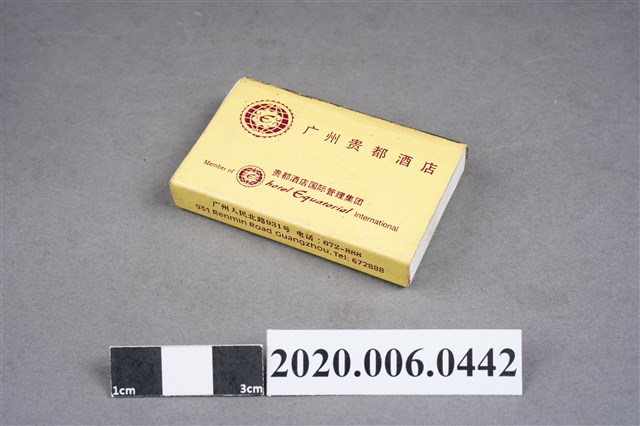 E
广州贵都酒店
Member of
贵都酒店国际管理集团
hotel Equatorial International
广州人民北路931号 电话：672-888
931 Renmin Road Guangzhou, Tel: 672888
1cm 3cm
2020.006.0442